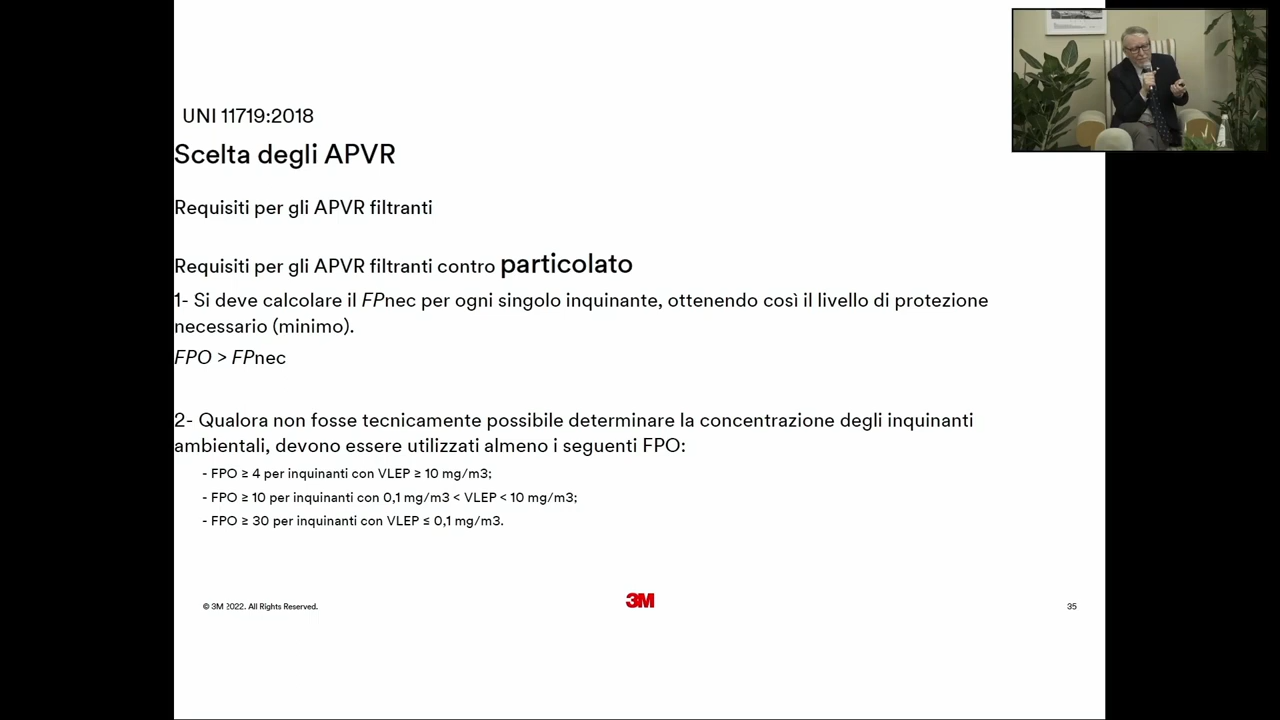 UNI 11719:2018
Scelta degli APVR
Requisiti per gli APVR filtranti
Requisiti per gli APVR filtranti contro particolato
1- Si deve calcolare il FPnec per ogni singolo inquinante, ottenendo così il livello di protezione
necessario (minimo).
FPO > FPnec
2- Qualora non fosse tecnicamente possibile determinare la concentrazione degli inquinanti
ambientali, devono essere utilizzati almeno i seguenti FPO:
- FPO ≥ 4 per inquinanti con VLEP ≥ 10 mg/m3;
- FPO ≥ 10 per inquinanti con 0,1 mg/m3 < VLEP < 10 mg/m3;
- FPO ≥ 30 per inquinanti con VLEP ≤ 0,1 mg/m3.
© 3M 2022. All Rights Reserved.
3M
35